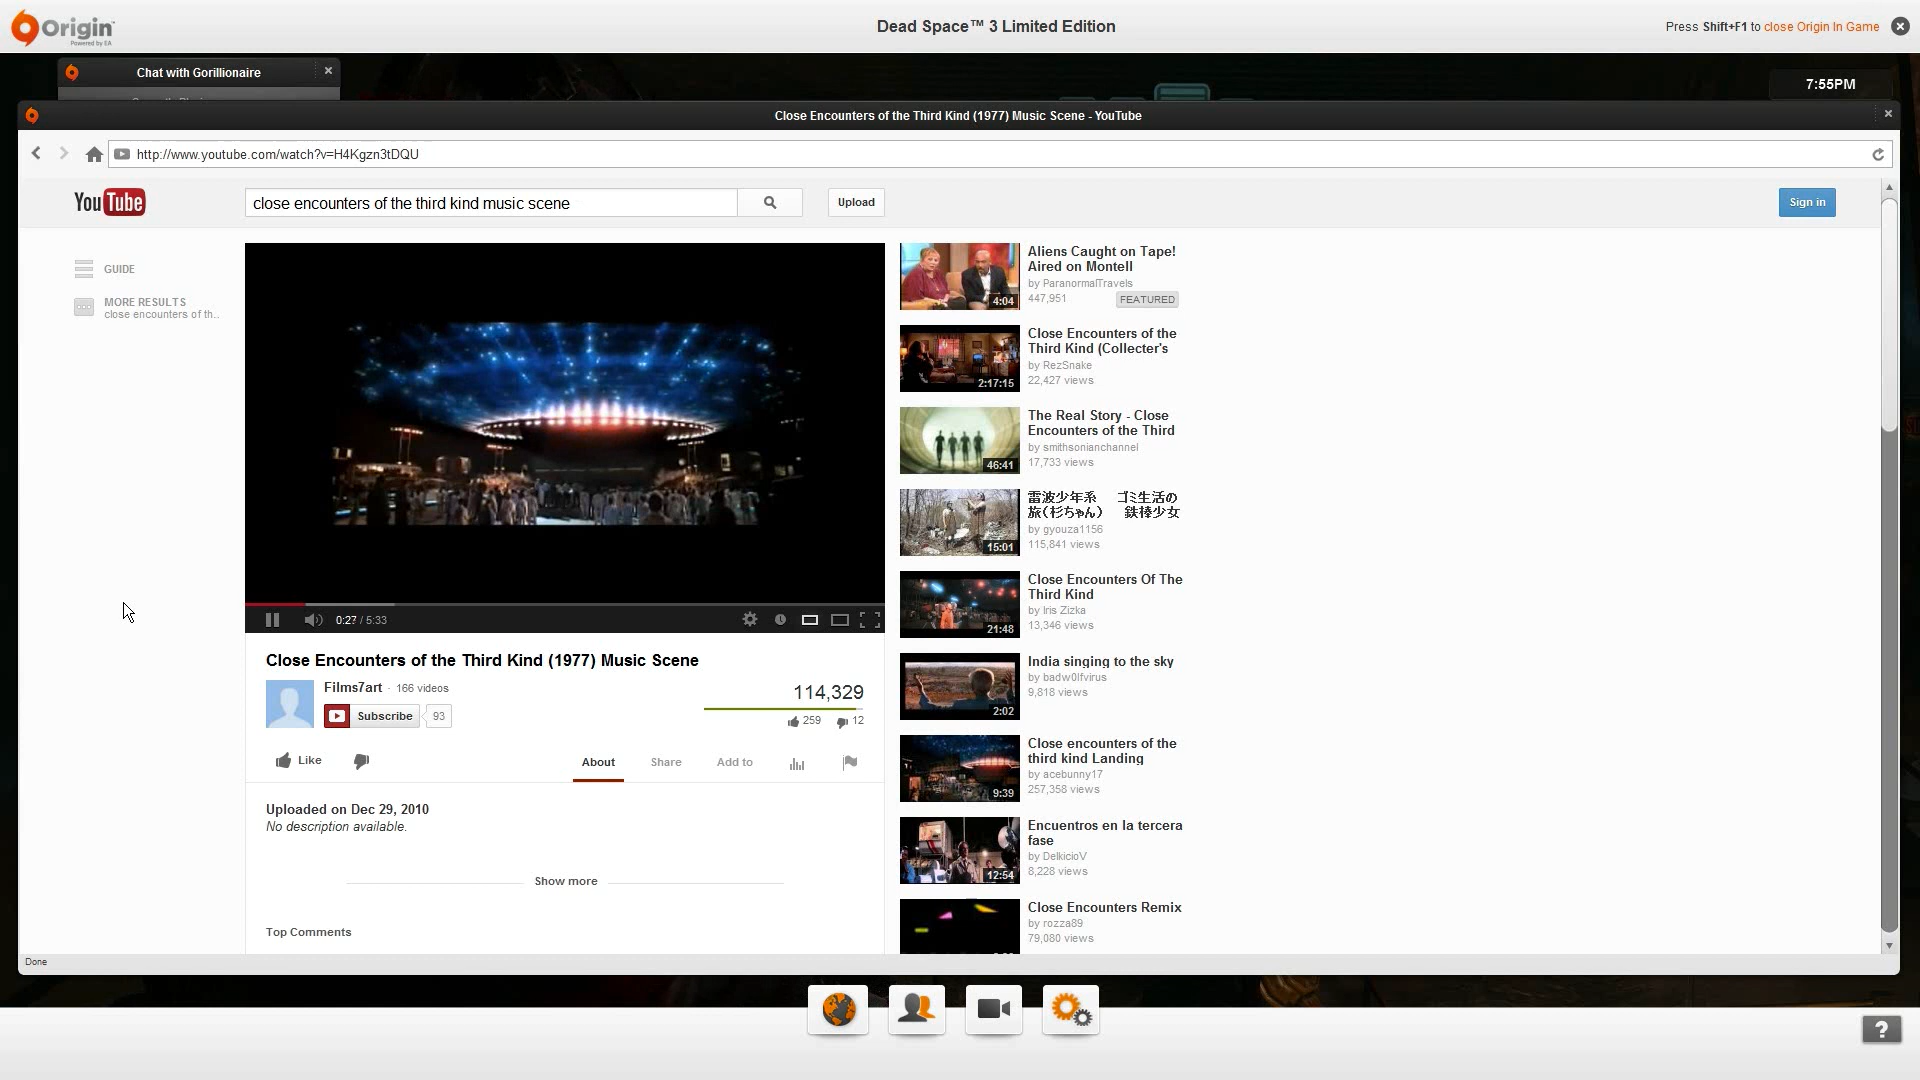 Origin
Powered by EA
Dead Space™ 3 Limited Edition
Press Shift+F1 to close Origin In Game
Chat with Gorillionaire
7:55PM
Close Encounters of the Third Kind (1977) Music Scene - YouTube
http://www.youtube.com/watch?v=H4Kgzn3tDQU
YouTube
close encounters of the third kind music scene
Upload
Sign in
GUIDE
MORE RESULTS
close encounters of th..
0:27 / 5:33
Close Encounters of the Third Kind (1977) Music Scene
Films7art · 166 videos
Subscribe
93
114,329
259
12
Like
About
Share
Add to
Uploaded on Dec 29, 2010
No description available.
Show more
Top Comments
4:04
Aliens Caught on Tape!
Aired on Montell
by ParanormalTravels
447,951
FEATURED
2:17:15
Close Encounters of the
Third Kind (Collecter's
by RezSnake
22,427 views
46:41
The Real Story - Close
Encounters of the Third
by smithsonianchannel
17,733 views
15:01
雷波少年系 ゴミ生活の
旅(杉ちゃん) 鉄棒少女
by gyouza1156
115,841 views
21:48
Close Encounters Of The
Third Kind
by Iris Zizka
13,346 views
2:02
India singing to the sky
by badw0lfvirus
9,818 views
9:39
Close encounters of the
third kind Landing
by acebunny17
257,358 views
12:54
Encuentros en la tercera
fase
by DelkicioV
8,228 views
Close Encounters Remix
by rozza89
79,080 views
Done
?